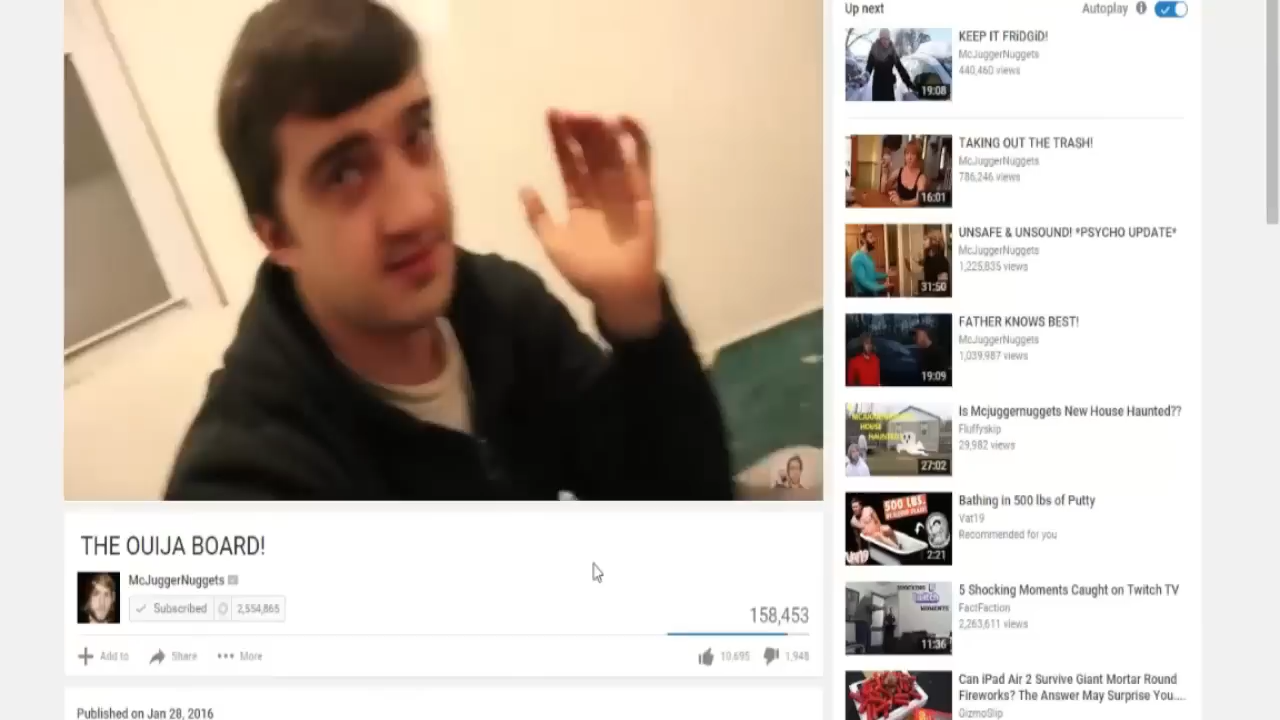 Up next
Autoplay
KEEP IT FRiDGiD!
McJuggerNuggets
440,460 views
19:08
TAKING OUT THE TRASH!
McJuggerNuggets
786,246 views
16:01
UNSAFE & UNSOUND! *PSYCHO UPDATE*
McJuggerNuggets
1,225,835 views
31:50
FATHER KNOWS BEST!
McJuggerNuggets
1,039,987 views
19:09
Is Mcjuggernuggets New House Haunted??
Fluffyskip
29,982 views
27:02
Bathing in 500 lbs of Putty
Vat19
Recommended for you
500 LBS.
2:21
5 Shocking Moments Caught on Twitch TV
FactFaction
2,263,611 views
11:36
Can iPad Air 2 Survive Giant Mortar Round
Fireworks? The Answer May Surprise You....
GizmoSlip
THE OUIJA BOARD!
McJuggerNuggets
Subscribed 2,554,865
158,453
Add to Share More
10,695 1,948
Published on Jan 28, 2016